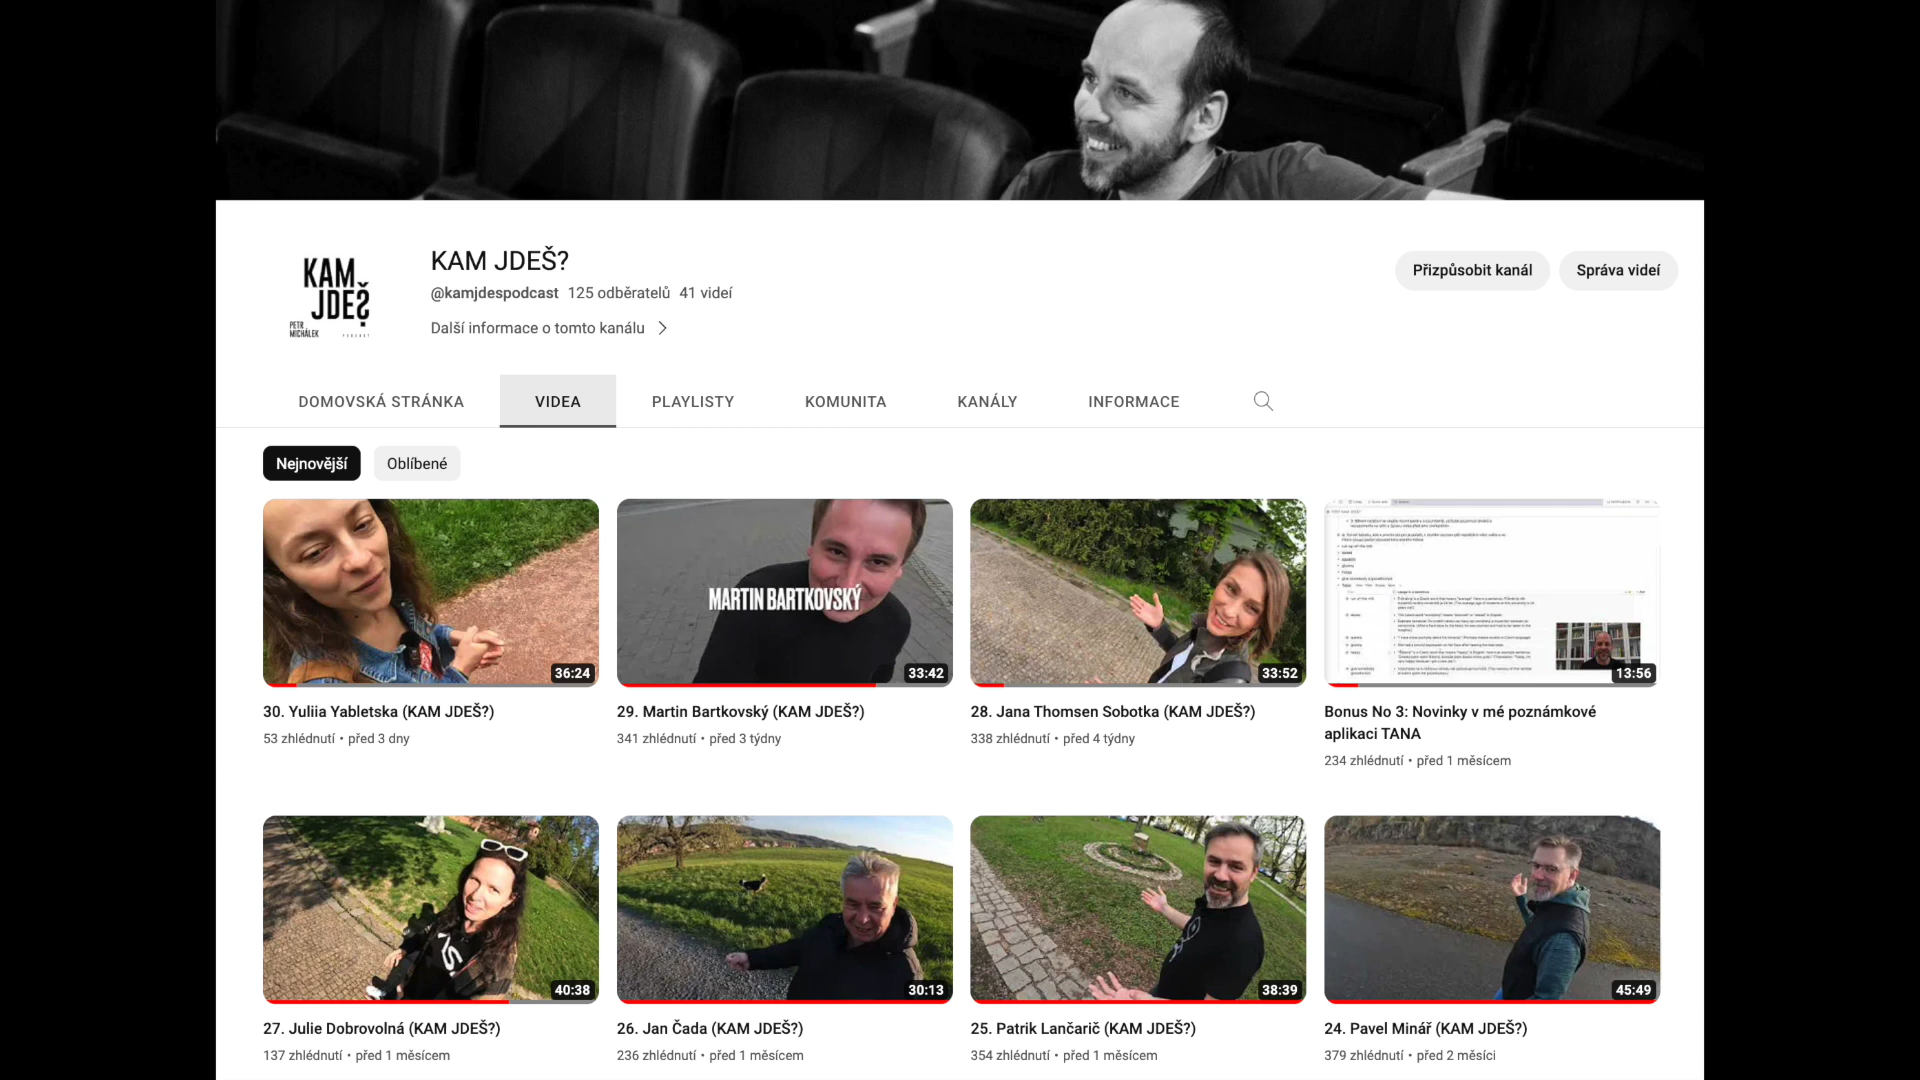 KAM
JDEŠ?
PETR
MICHÁLEK
PODCAST
KAM JDEŠ?
@kamjdespodcast 125 odběratelů 41 videí
Další informace o tomto kanálu
Přizpůsobit kanál
Správa videí
DOMOVSKÁ STRÁNKA
VIDEA
PLAYLISTY
KOMUNITA
KANÁLY
INFORMACE
Nejnovější
Oblíbené
36:24
30. Yuliia Yabletska (KAM JDEŠ?)
53 zhlédnutí • před 3 dny
MARTIN BARTKOVSKÝ
33:42
29. Martin Bartkovský (KAM JDEŠ?)
341 zhlédnutí • před 3 týdny
33:52
28. Jana Thomsen Sobotka (KAM JDEŠ?)
338 zhlédnutí • před 4 týdny
13:56
Bonus No 3: Novinky v mé poznámkové
aplikaci TANA
234 zhlédnutí • před 1 měsícem
40:38
27. Julie Dobrovolná (KAM JDEŠ?)
137 zhlédnutí • před 1 měsícem
30:13
26. Jan Čada (KAM JDEŠ?)
236 zhlédnutí • před 1 měsícem
38:39
25. Patrik Lančarič (KAM JDEŠ?)
354 zhlédnutí • před 1 měsícem
45:49
24. Pavel Minář (KAM JDEŠ?)
379 zhlédnutí • před 2 měsíci